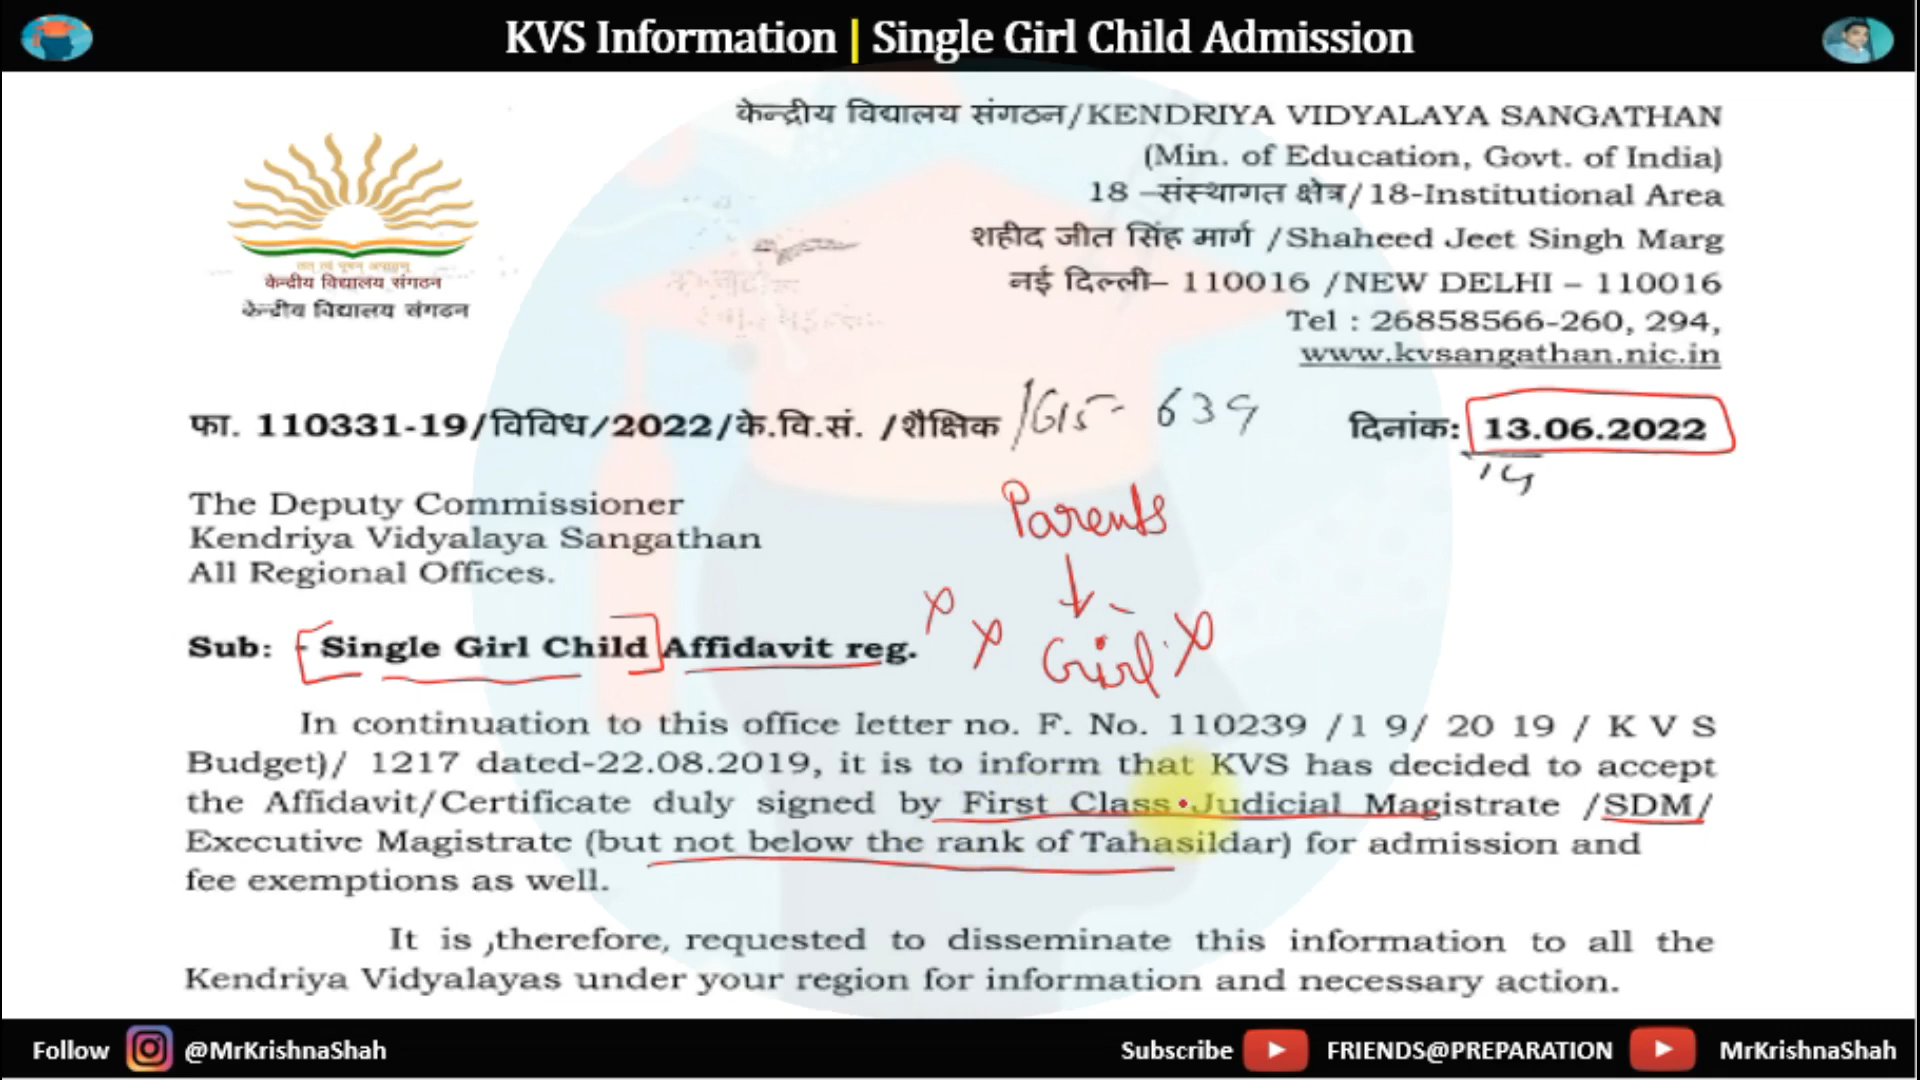 KVS Information | Single Girl Child Admission
केन्द्रीय विद्यालय संगठन/KENDRIYA VIDYALAYA SANGATHAN
(Min. of Education, Govt. of India)
18 –संस्थागत क्षेत्र/18-Institutional Area
शहीद जीत सिंह मार्ग /Shaheed Jeet Singh Marg
नई दिल्ली– 110016 /NEW DELHI – 110016
Tel : 26858566-260, 294,
www.kvsangathan.nic.in
केन्द्रीय विद्यालय संगठन
केन्द्रीय विद्यालय संगठन
फा. 110331-19/विविध/2022/के.वि.सं. /शैक्षिक /G15- 639 दिनांक: 13.06.2022
14
The Deputy Commissioner
Kendriya Vidyalaya Sangathan
All Regional Offices.
Parents
Girl
Sub: - Single Girl Child Affidavit reg.
In continuation to this office letter no. F. No. 110239 /1 9/ 20 19 / K V S
Budget)/ 1217 dated-22.08.2019, it is to inform that KVS has decided to accept
the Affidavit/Certificate duly signed by First Class Judicial Magistrate /SDM/
Executive Magistrate (but not below the rank of Tahasildar) for admission and
fee exemptions as well.
It is ,therefore, requested to disseminate this information to all the
Kendriya Vidyalayas under your region for information and necessary action.
Follow @MrKrishnaShah Subscribe FRIENDS@PREPARATION MrKrishnaShah